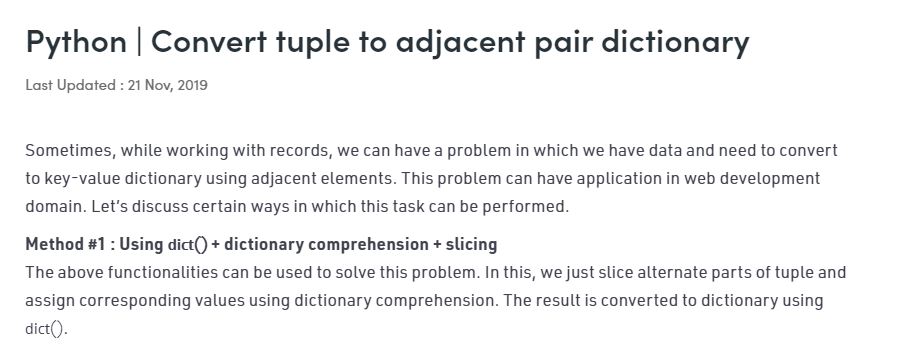 Python | Convert tuple to adjacent pair dictionary
Last Updated : 21 Nov, 2019
Sometimes, while working with records, we can have a problem in which we have data and need to convert
to key-value dictionary using adjacent elements. This problem can have application in web development
domain. Let's discuss certain ways in which this task can be performed.
Method #1 : Using dict() + dictionary comprehension + slicing
The above functionalities can be used to solve this problem. In this, we just slice alternate parts of tuple and
assign corresponding values using dictionary comprehension. The result is converted to dictionary using
dict().